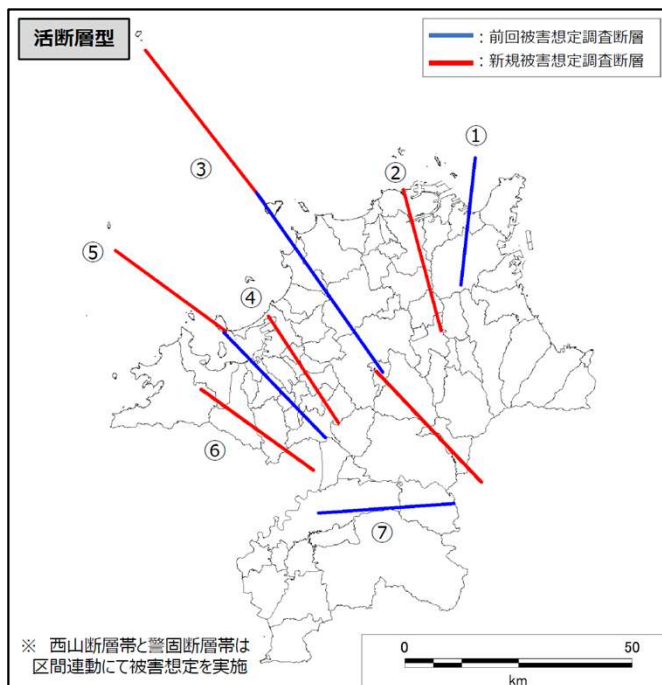 活断層型
：前回被害想定調査断層
：新規被害想定調査断層
①
②
③
④
⑤
⑥
⑦
※ 西山断層帯と警固断層帯は
区間連動にて被害想定を実施
0 50
km